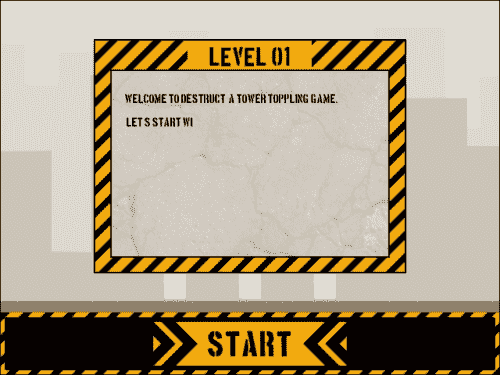 LEVEL 01
WELCOME TO DESTRUCT A TOWER TOPPLING GAME.
LET'S START WI
START